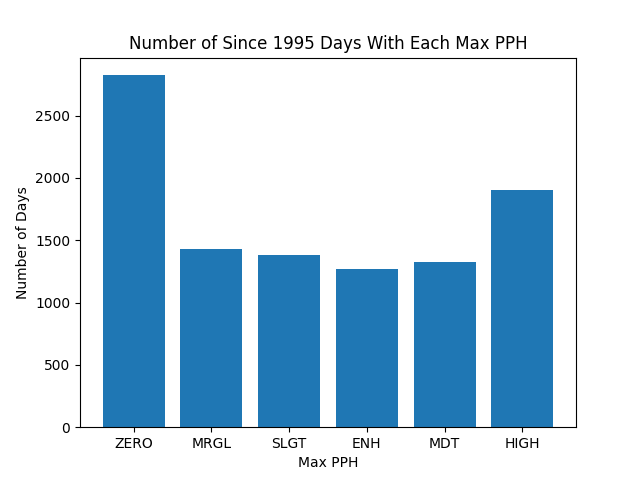 Number of Since 1995 Days With Each Max PPH
Number of Days
2500
2000
1500
1000
500
0
ZERO MRGL SLGT ENH MDT HIGH
Max PPH